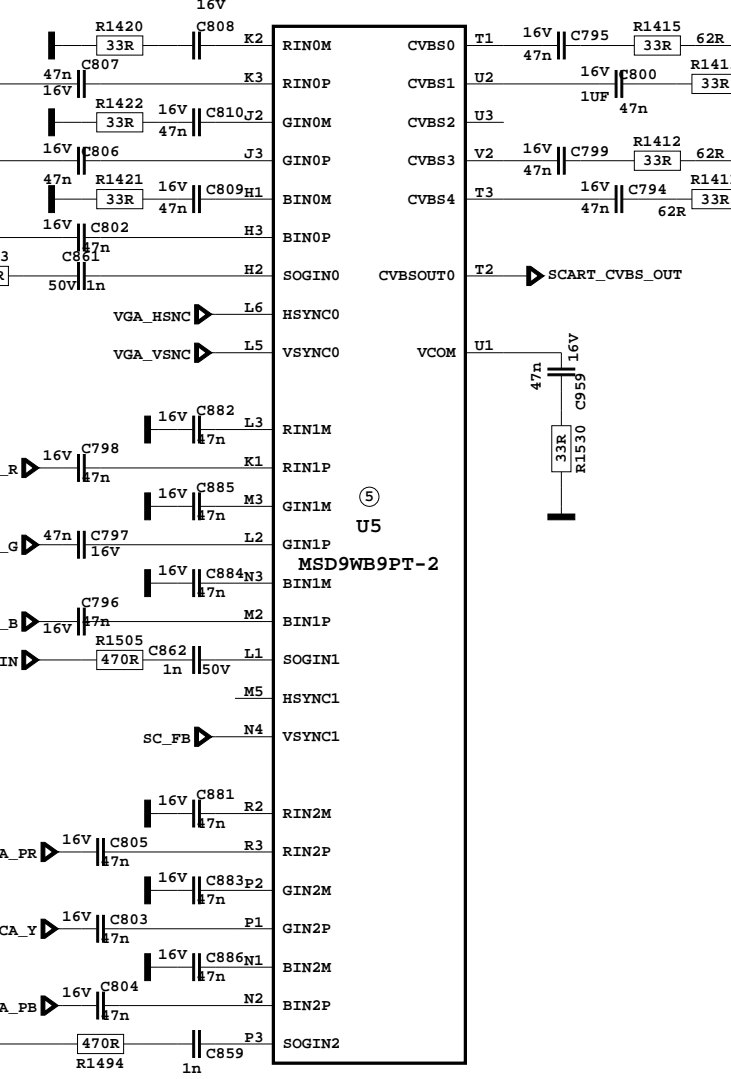 16V
R1420 C808 K2 RIN0M CVBS0 T1 16V C795 R1415
33R 47n 33R 62R
C807
47n K3 RIN0P CVBS1 U2 16V C800
16V 1UF 47n 33R
R1422 16V C810 J2 GIN0M CVBS2 U3
33R 47n
16V C806 J3 GIN0P CVBS3 V2 16V C799 R1412
47n 47n 33R 62R
R1421 16V C809 H1 BIN0M CVBS4 T3 16V C794
33R 47n 47n 62R 33R
16V C802 H3 BIN0P
47n
C861 H2 SOGIN0 CVBSOUT0 T2 SCART_CVBS_OUT
50V 1n
VGA_HSNC L6 HSYNC0
VGA_VSNC L5 VSYNC0 VCOM U1
47n 16V C959
33R R1530
16V C882 L3 RIN1M
47n
_R 16V C798 K1 RIN1P
47n
16V C885 M3 GIN1M
47n
5
U5
MSD9WB9PT-2
_G 47n C797 L2 GIN1P
16V
16V C884 N3 BIN1M
47n
_B C796 M2 BIN1P
16V 47n
IN R1505 C862 L1 SOGIN1
470R 1n 50V
M5 HSYNC1
SC_FB N4 VSYNC1
16V C881 R2 RIN2M
47n
A_PR 16V C805 R3 RIN2P
47n
16V C883 P2 GIN2M
47n
CA_Y 16V C803 P1 GIN2P
47n
16V C886 N1 BIN2M
47n
A_PB 16V C804 N2 BIN2P
47n
470R C859 P3 SOGIN2
R1494 1n